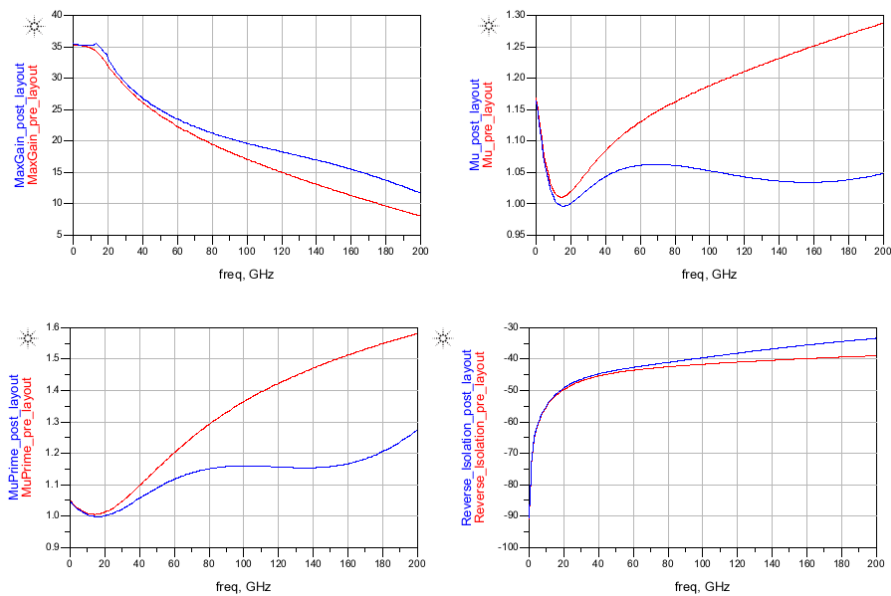 MaxGain_post_layout
MaxGain_pre_layout
40
35
30
25
20
15
10
5
0 20 40 60 80 100 120 140 160 180 200
freq, GHz
Mu_post_layout
Mu_pre_layout
1.30
1.25
1.20
1.15
1.10
1.05
1.00
0.95
0 20 40 60 80 100 120 140 160 180 200
freq, GHz
MuPrime_post_layout
MuPrime_pre_layout
1.6
1.5
1.4
1.3
1.2
1.1
1.0
0.9
0 20 40 60 80 100 120 140 160 180 200
freq, GHz
Reverse_Isolation_post_layout
Reverse_Isolation_pre_layout
-30
-40
-50
-60
-70
-80
-90
-100
0 20 40 60 80 100 120 140 160 180 200
freq, GHz